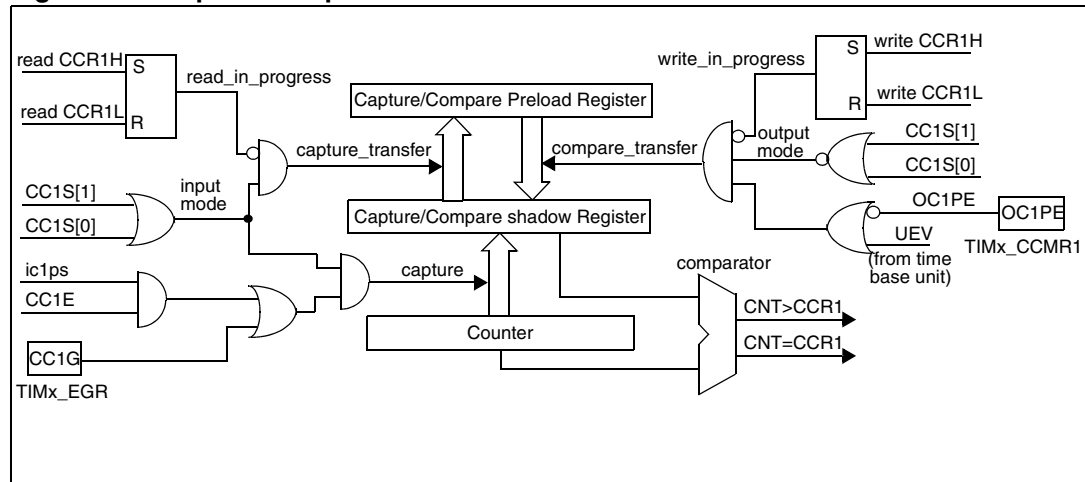 read CCR1H
S
read_in_progress
read CCR1L
R
Capture/Compare Preload Register
write_in_progress
S
write CCR1H
R
write CCR1L
capture_transfer
compare_transfer
output
mode
CC1S[1]
CC1S[0]
CC1S[1]
CC1S[0]
input
mode
Capture/Compare shadow Register
OC1PE
OC1PE
UEV
TIMx_CCMR1
(from time
base unit)
ic1ps
CC1E
capture
comparator
CNT>CCR1
Counter
CNT=CCR1
CC1G
TIMx_EGR